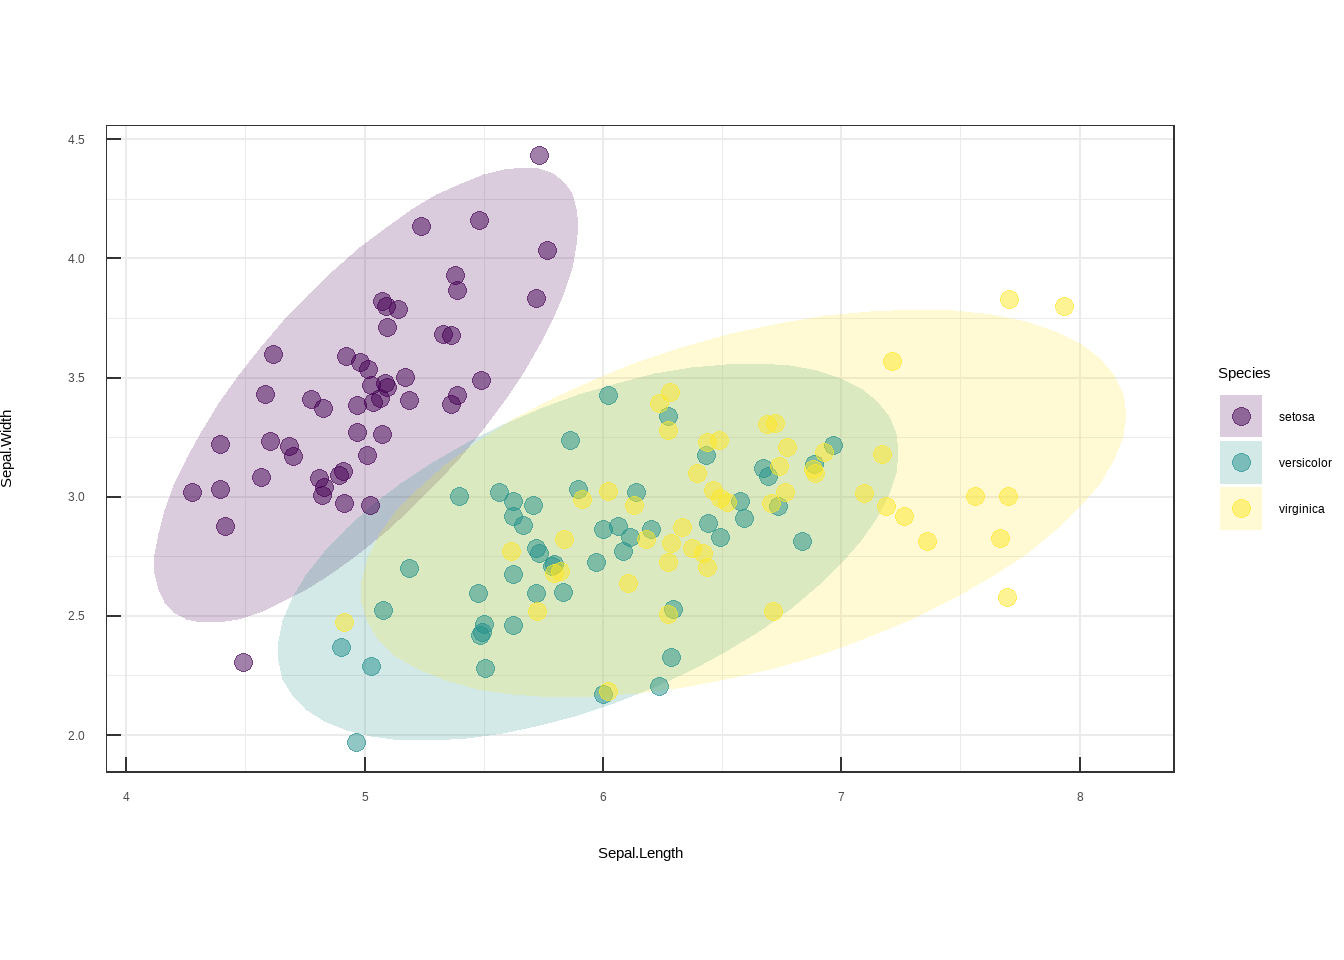 4.5
4.0
3.5
3.0
2.5
2.0
Sepal.Width
4 5 6 7 8
Sepal.Length
Species
setosa
versicolor
virginica